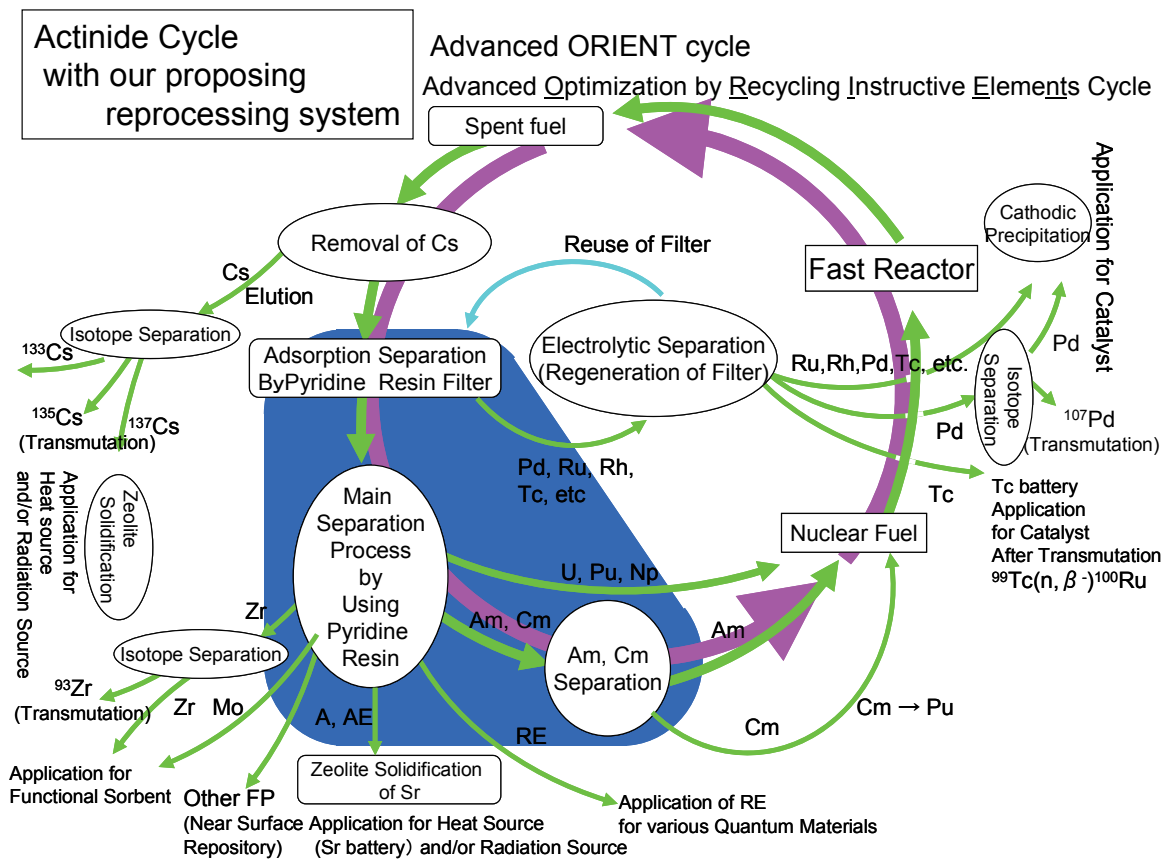 Actinide Cycle
with our proposing
reprocessing system
Advanced ORIENT cycle
Advanced Optimization by Recycling Instructive Elements Cycle
Spent fuel
Removal of Cs
Reuse of Filter
Fast Reactor
Cathodic
Precipitation
Application for Catalyst
Cs
Elution
Isotope Separation
133Cs
135Cs
(Transmutation)
137Cs
Adsorption Separation
ByPyridine Resin Filter
Electrolytic Separation
(Regeneration of Filter)
Ru,Rh,Pd,Tc, etc.
Pd
Isotope
Separation
Pd
107Pd
(Transmutation)
Pd, Ru, Rh,
Tc, etc
Tc
Tc battery
Application
for Catalyst
After Transmutation
99Tc(n, β-)100Ru
Application for
Heat source
and/or Radiation Source
Zeolite
Solidification
Main
Separation
Process
by
Using
Pyridine
Resin
Nuclear Fuel
U, Pu, Np
Am, Cm
Am, Cm
Separation
Am
Cm
Cm → Pu
Zr
Isotope Separation
93Zr
(Transmutation)
Zr Mo
A, AE
RE
Application for
Functional Sorbent
Other FP
(Near Surface
Repository)
Zeolite Solidification
of Sr
Application for Heat Source
(Sr battery) and/or Radiation Source
Application of RE
for various Quantum Materials